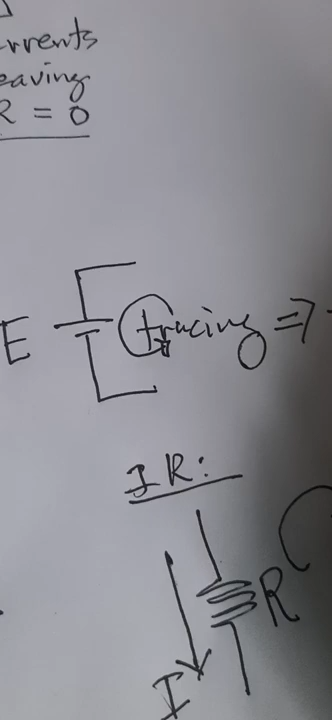 rrents
eaving
R = 0
E tracing =>
IR:
R
I